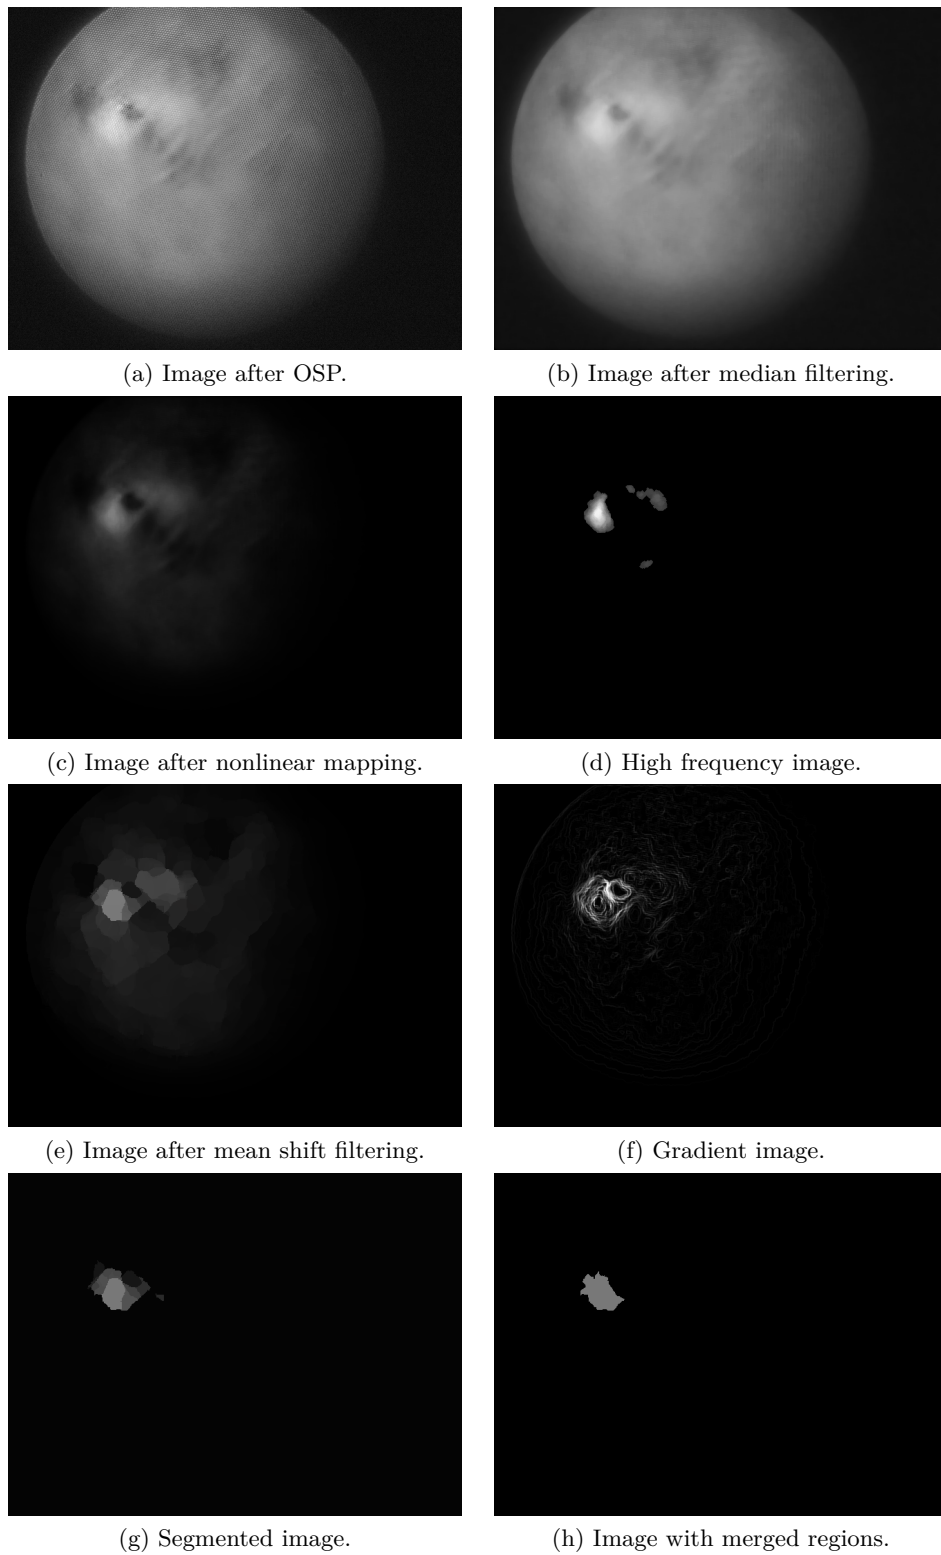 (a) Image after OSP.
(b) Image after median filtering.
(c) Image after nonlinear mapping.
(d) High frequency image.
(e) Image after mean shift filtering.
(f) Gradient image.
(g) Segmented image.
(h) Image with merged regions.